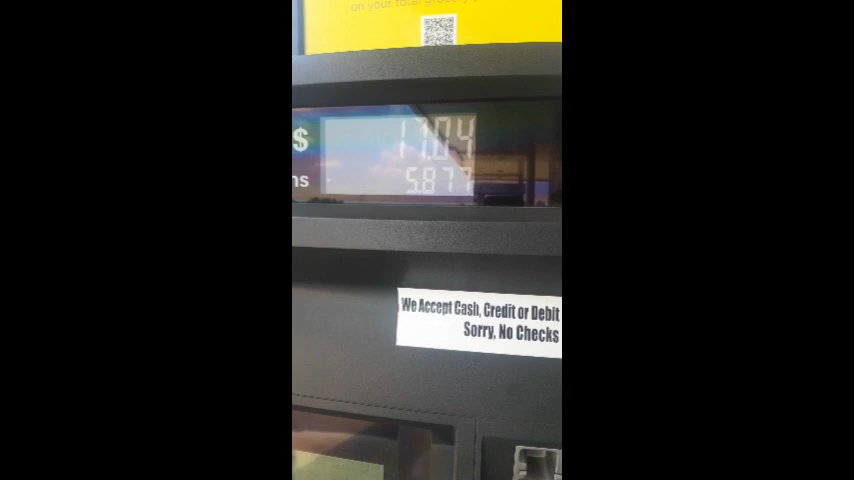 on your total grocery
$ 17.04
ns 5.877
We Accept Cash, Credit or Debit
Sorry, No Checks